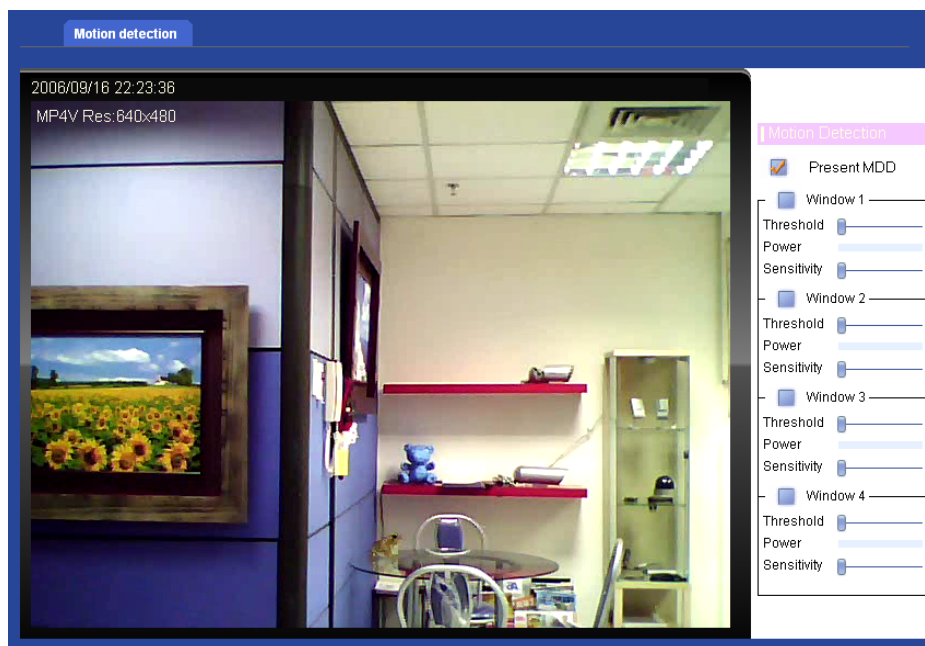 Motion detection
2006/09/16 22:23:36
MP4V Res:640x480
Motion Detection
Present MDD
Window 1
Threshold
Power
Sensitivity
Window 2
Threshold
Power
Sensitivity
Window 3
Threshold
Power
Sensitivity
Window 4
Threshold
Power
Sensitivity